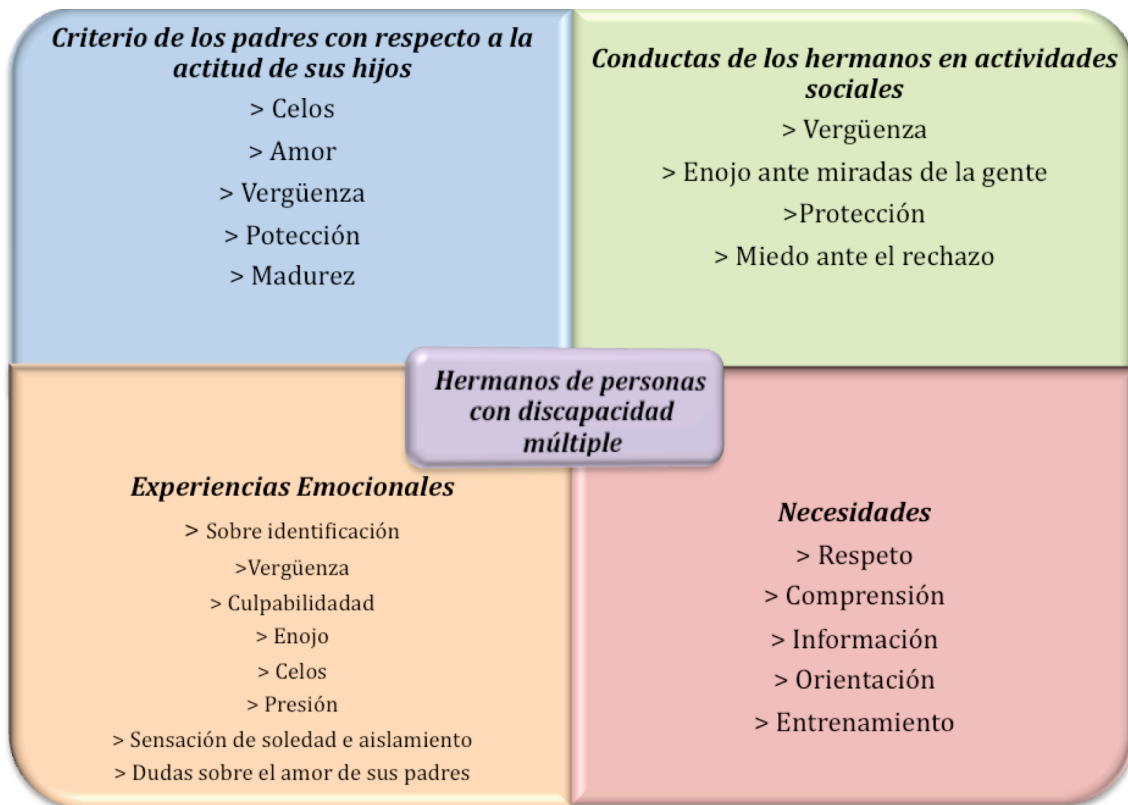 Criterio de los padres con respecto a la
actitud de sus hijos
> Celos
> Amor
> Vergüenza
> Potección
> Madurez
Conductas de los hermanos en actividades
sociales
> Vergüenza
> Enojo ante miradas de la gente
>Protección
> Miedo ante el rechazo
Hermanos de personas
con discapacidad
múltiple
Experiencias Emocionales
> Sobre identificación
>Vergüenza
> Culpabilidadad
> Enojo
> Celos
> Presión
> Sensación de soledad e aislamiento
> Dudas sobre el amor de sus padres
Necesidades
> Respeto
> Comprensión
> Información
> Orientación
> Entrenamiento